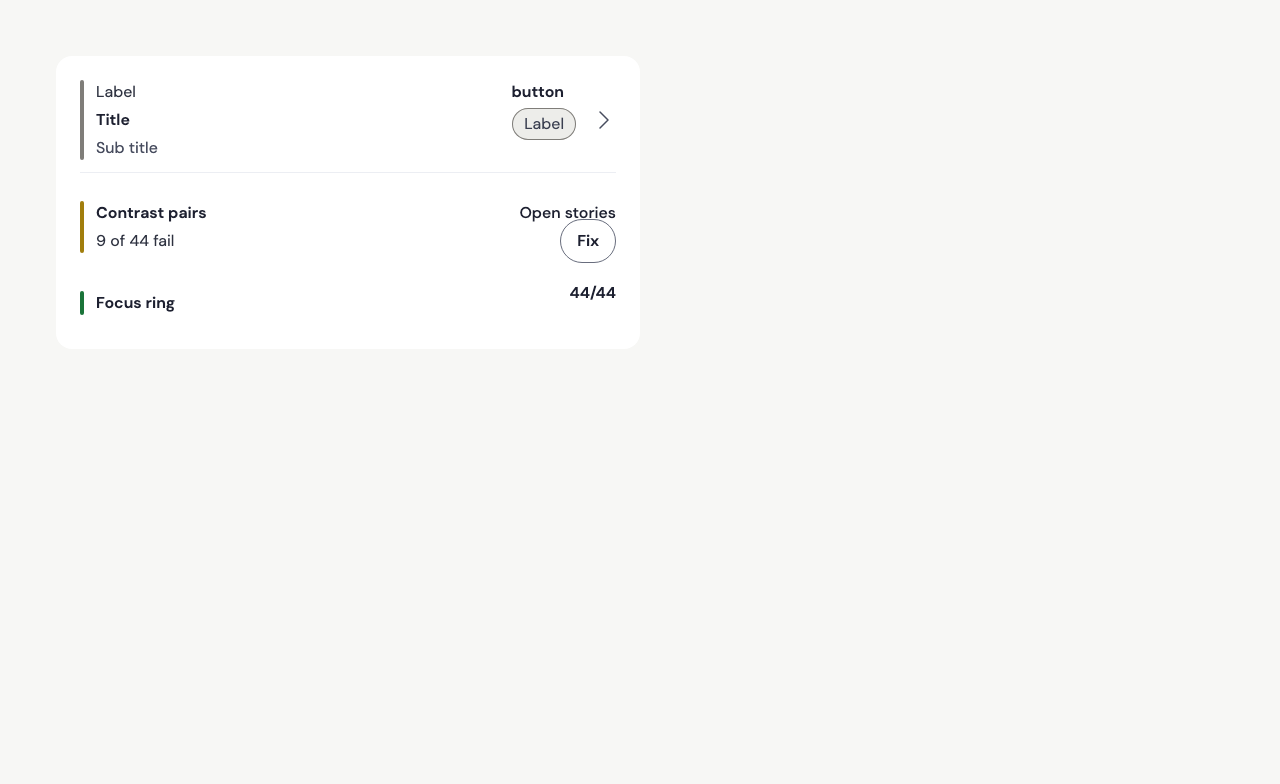 Label
Title
Sub title
button
Label
Contrast pairs
9 of 44 fail
Open stories
Fix
Focus ring
44/44